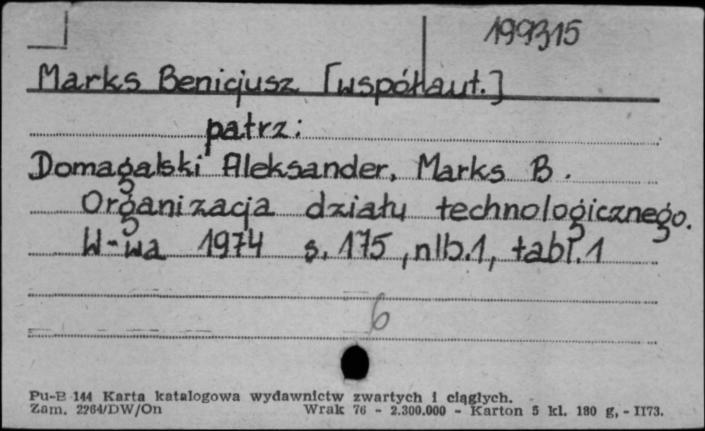 199315
Marks Benicjusz [współaut.]
patrz:
Domagalski Aleksander, Marks B.
Organizacja działu technologicznego.
W-wa 1974 s. 175, nlb.1, tabl.1
6
Pu-B 144 Karta katalogowa wydawnictw zwartych i ciągłych.
Zam. 2264/DW/On Wrak 76 - 2.300.000 - Karton 5 kl. 180 g, - II73.